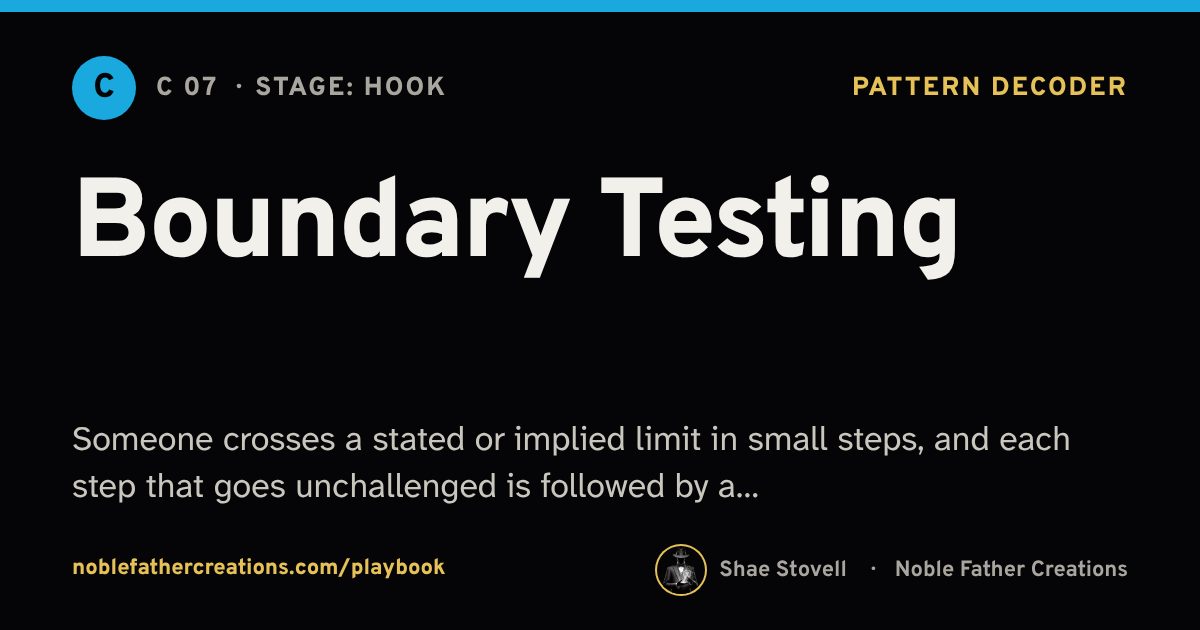 C
C 07 · STAGE: HOOK
PATTERN DECODER
Boundary Testing
Someone crosses a stated or implied limit in small steps, and each
step that goes unchallenged is followed by a...
noblefathercreations.com/playbook
Shae Stovell · Noble Father Creations